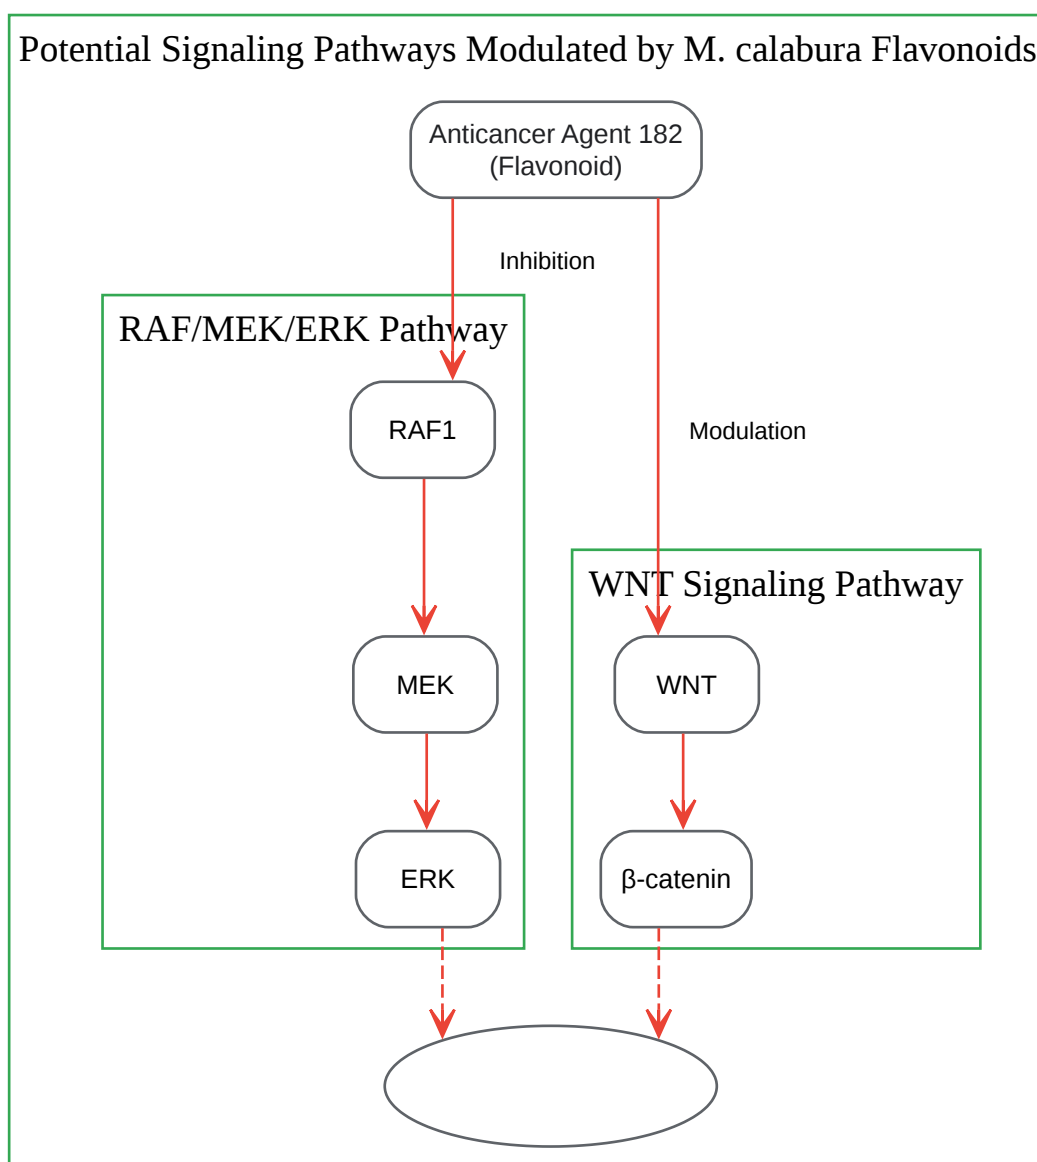 Potential Signaling Pathways Modulated by M. calabura Flavonoids
Anticancer Agent 182
(Flavonoid)
Inhibition
RAF/MEK/ERK Pathway
RAF1
Modulation
WNT Signaling Pathway
MEK
WNT
ERK
β-catenin